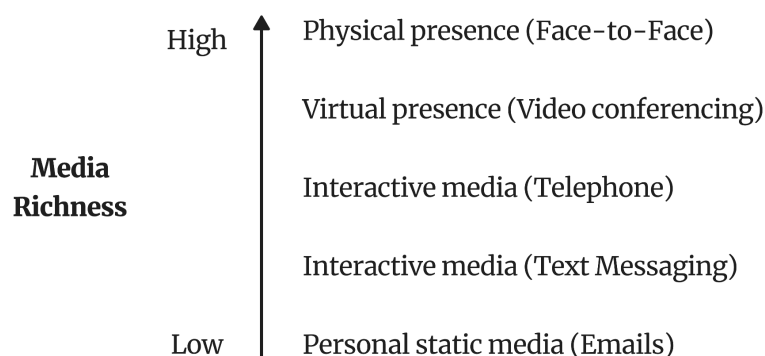 High
Physical presence (Face-to-Face)
Virtual presence (Video conferencing)
Media
Richness
Interactive media (Telephone)
Interactive media (Text Messaging)
Low
Personal static media (Emails)